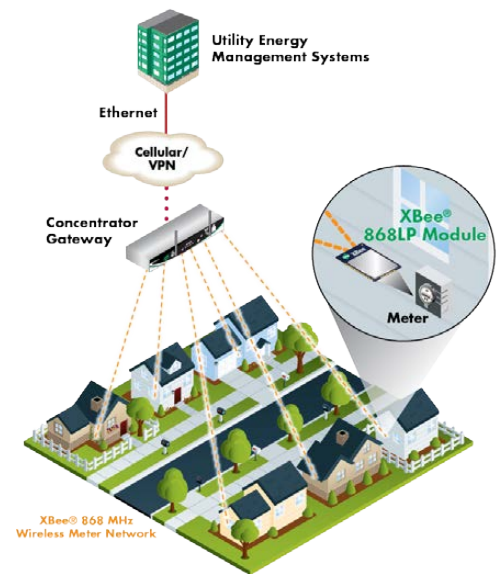 Utility Energy
Management Systems
Ethernet
Cellular/
VPN
Concentrator
Gateway
XBee®
868LP Module
XBee
Meter
XBee® 868 MHz
Wireless Meter Network